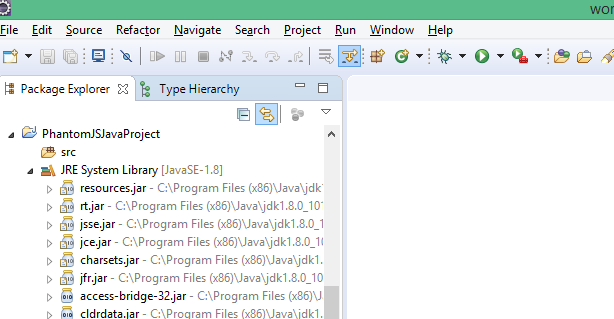 wor
File Edit Source Refactor Navigate Search Project Run Window Help
Package Explorer Type Hierarchy
PhantomJSJavaProject
src
JRE System Library [JavaSE-1.8]
resources.jar - C:\Program Files (x86)\Java\jdk1
rt.jar - C:\Program Files (x86)\Java\jdk1.8.0_101
jsse.jar - C:\Program Files (x86)\Java\jdk1.8.0_
jce.jar - C:\Program Files (x86)\Java\jdk1.8.0_10
charsets.jar - C:\Program Files (x86)\Java\jdk1.
jfr.jar - C:\Program Files (x86)\Java\jdk1.8.0_10
access-bridge-32.jar - C:\Program Files (x86)\J
cldrdata.jar - C:\Program Files (x86)\Java\jdk1.